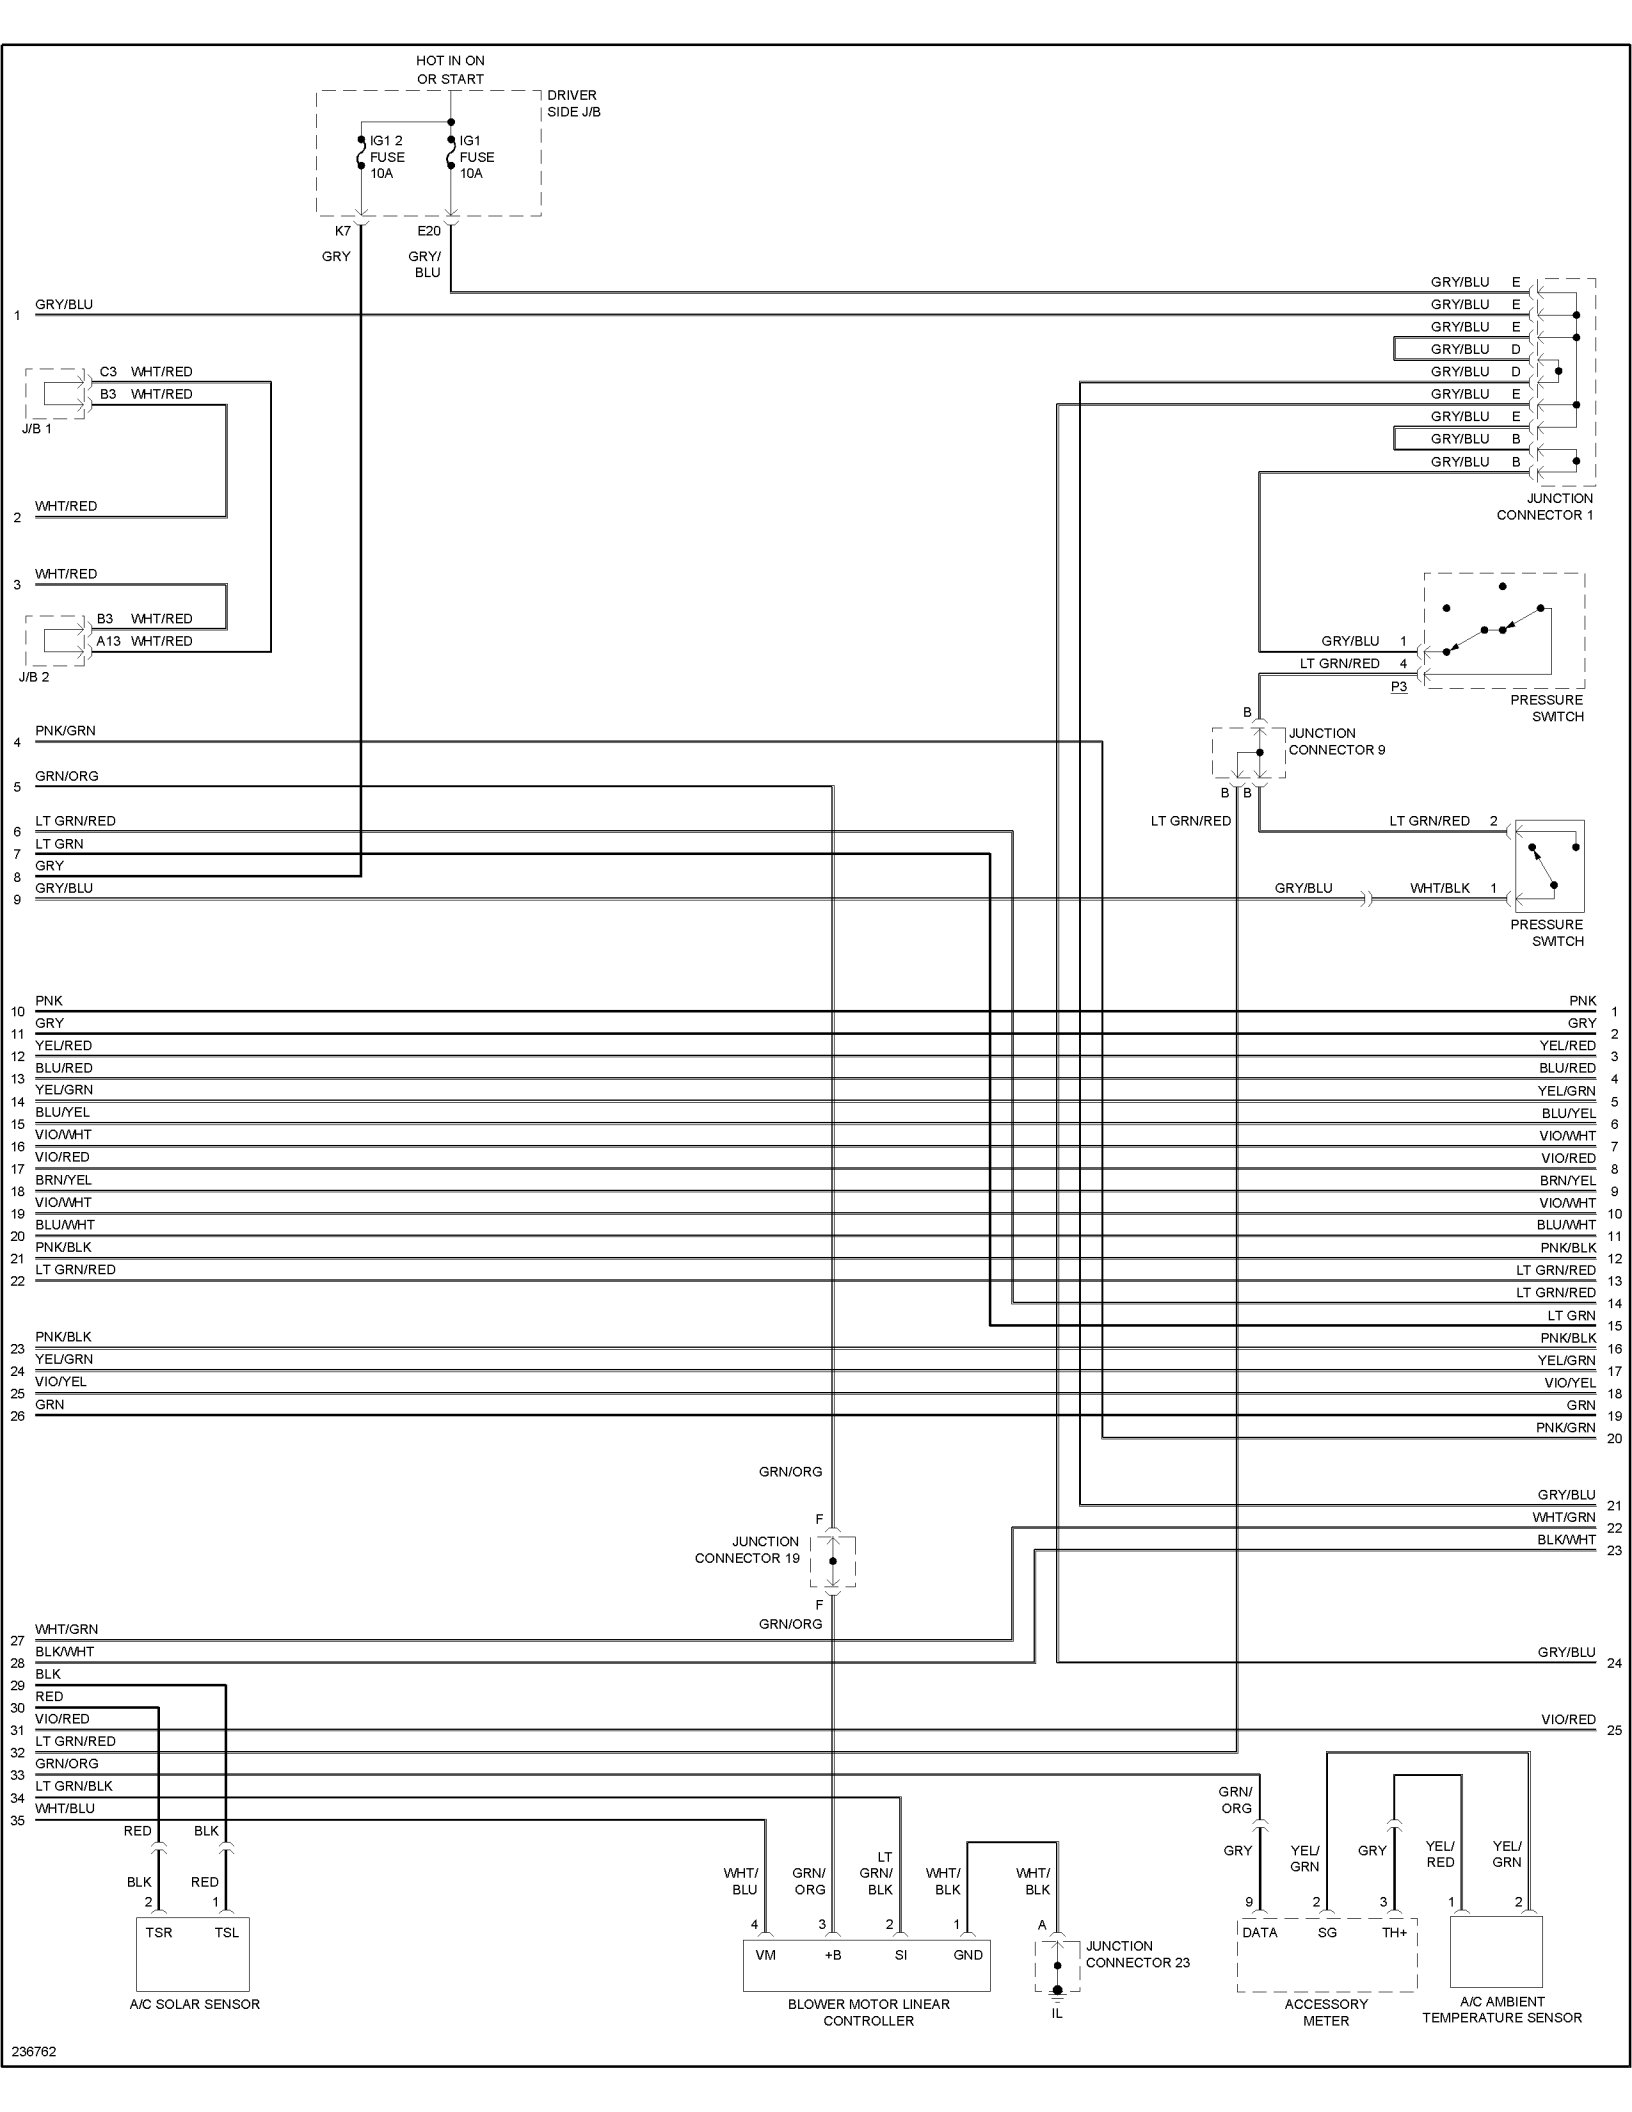 HOT IN ON
OR START
DRIVER
SIDE J/B
IG1 2
FUSE
10A
IG1
FUSE
10A
K7
E20
GRY
GRY/
BLU
GRY/BLU E
1 GRY/BLU
GRY/BLU E
GRY/BLU E
GRY/BLU D
GRY/BLU D
GRY/BLU E
GRY/BLU E
GRY/BLU B
GRY/BLU B
JUNCTION
CONNECTOR 1
C3 WHT/RED
B3 WHT/RED
J/B 1
2 WHT/RED
3 WHT/RED
B3 WHT/RED
A13 WHT/RED
J/B 2
GRY/BLU 1
LT GRN/RED 4
P3
PRESSURE
SWITCH
B
JUNCTION
CONNECTOR 9
B B
LT GRN/RED
LT GRN/RED 2
GRY/BLU
WHT/BLK 1
PRESSURE
SWITCH
4 PNK/GRN
5 GRN/ORG
6 LT GRN/RED
7 LT GRN
8 GRY
9 GRY/BLU
10 PNK PNK 1
11 GRY GRY 2
12 YEL/RED YEL/RED 3
13 BLU/RED BLU/RED 4
14 YEL/GRN YEL/GRN 5
15 BLU/YEL BLU/YEL 6
16 VIO/WHT VIO/WHT 7
17 VIO/RED VIO/RED 8
18 BRN/YEL BRN/YEL 9
19 VIO/WHT VIO/WHT 10
20 BLU/WHT BLU/WHT 11
21 PNK/BLK PNK/BLK 12
22 LT GRN/RED LT GRN/RED 13
LT GRN/RED 14
LT GRN 15
23 PNK/BLK PNK/BLK 16
24 YEL/GRN YEL/GRN 17
25 VIO/YEL VIO/YEL 18
26 GRN GRN 19
PNK/GRN 20
GRN/ORG
GRY/BLU 21
WHT/GRN 22
BLK/WHT 23
F
JUNCTION
CONNECTOR 19
F
GRN/ORG
27 WHT/GRN
28 BLK/WHT
GRY/BLU 24
29 BLK
30 RED
31 VIO/RED VIO/RED 25
32 LT GRN/RED
33 GRN/ORG
34 LT GRN/BLK
35 WHT/BLU
RED
BLK
BLK
RED
2
1
TSR
TSL
A/C SOLAR SENSOR
WHT/
BLU
GRN/
ORG
LT
GRN/
BLK
WHT/
BLK
WHT/
BLK
4 3 2 1
VM +B SI GND
BLOWER MOTOR LINEAR
CONTROLLER
A
JUNCTION
CONNECTOR 23
IL
GRN/
ORG
GRY
YEL/
GRN
GRY
YEL/
RED
YEL/
GRN
9 2 3
DATA SG TH+
ACCESSORY
METER
1 2
A/C AMBIENT
TEMPERATURE SENSOR
236762